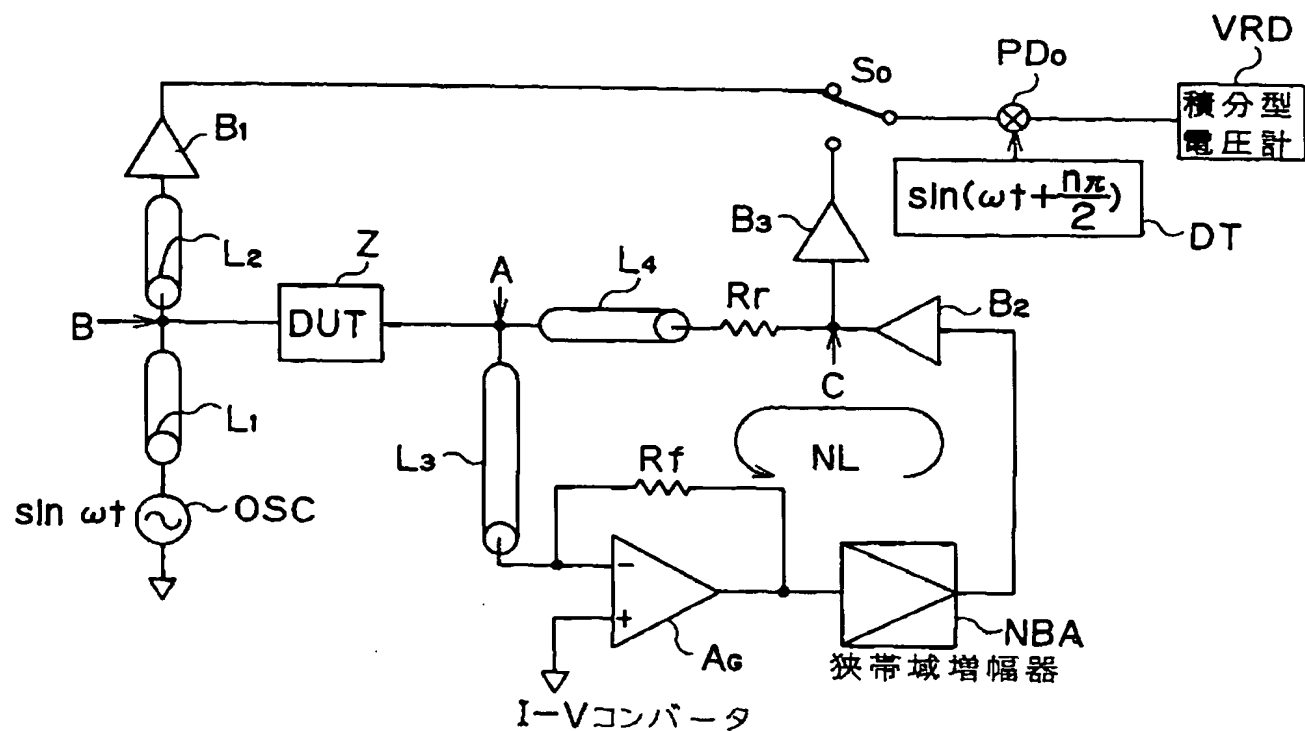 VRD
PD₀
S₀
積分型
電圧計
B₁
sin(ωt+nπ/2)
DT
B₃
L₂
Z
A
L₄
Rr
B₂
B
DUT
C
L₁
L₃
Rf
NL
sin ωt
OSC
−
+
A_G
NBA
狭帯域増幅器
I−Vコンバータ